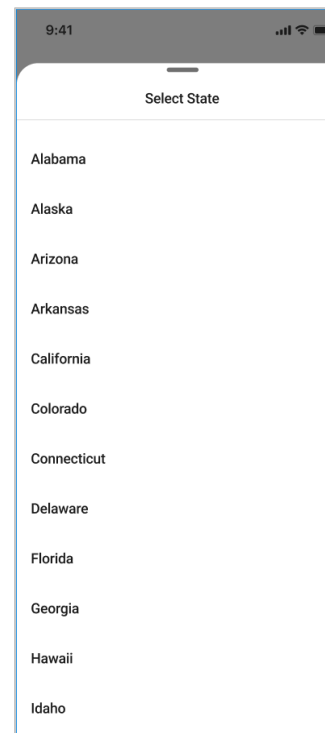 9:41
Select State
Alabama
Alaska
Arizona
Arkansas
California
Colorado
Connecticut
Delaware
Florida
Georgia
Hawaii
Idaho